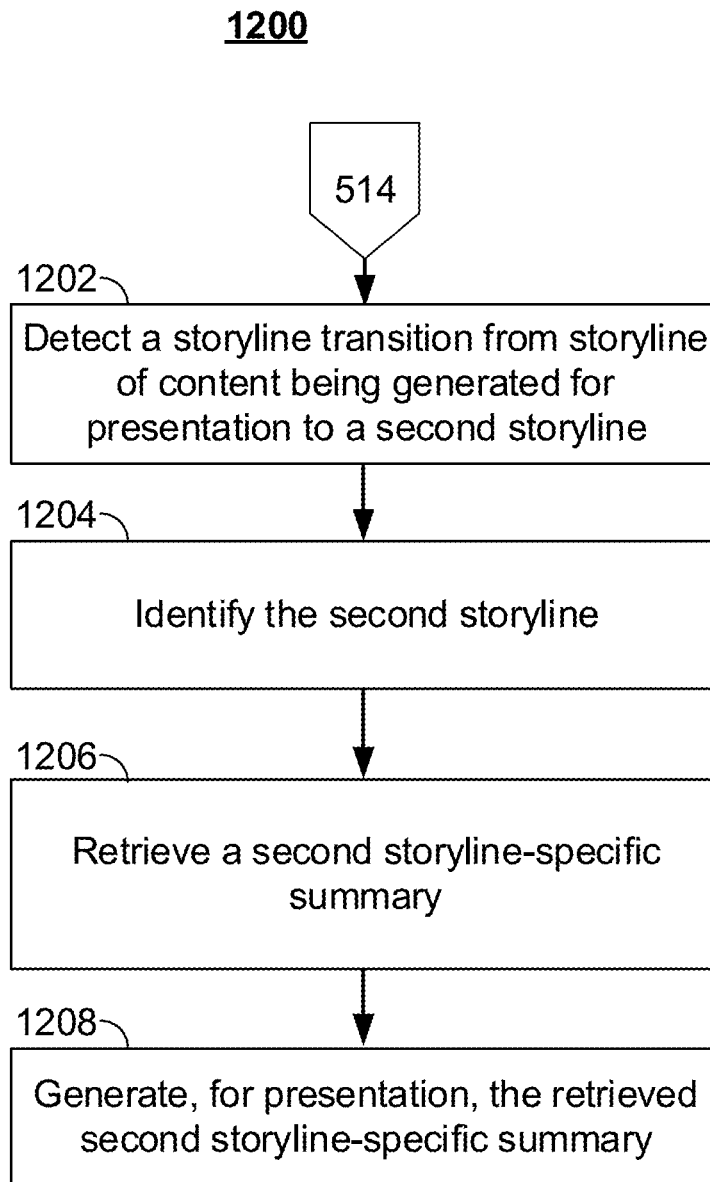 1200
514
1202
Detect a storyline transition from storyline
of content being generated for
presentation to a second storyline
1204
Identify the second storyline
1206
Retrieve a second storyline-specific
summary
1208
Generate, for presentation, the retrieved
second storyline-specific summary